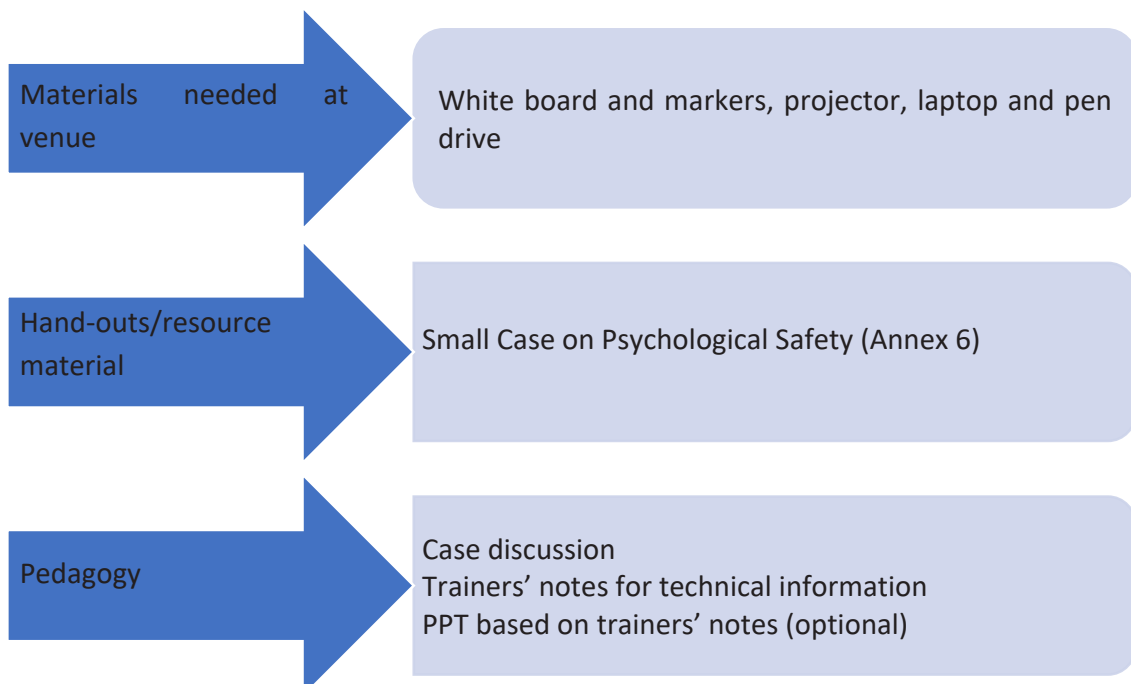 Materials needed at
venue
White board and markers, projector, laptop and pen
drive
Hand-outs/resource
material
Small Case on Psychological Safety (Annex 6)
Pedagogy
Case discussion
Trainers’ notes for technical information
PPT based on trainers’ notes (optional)